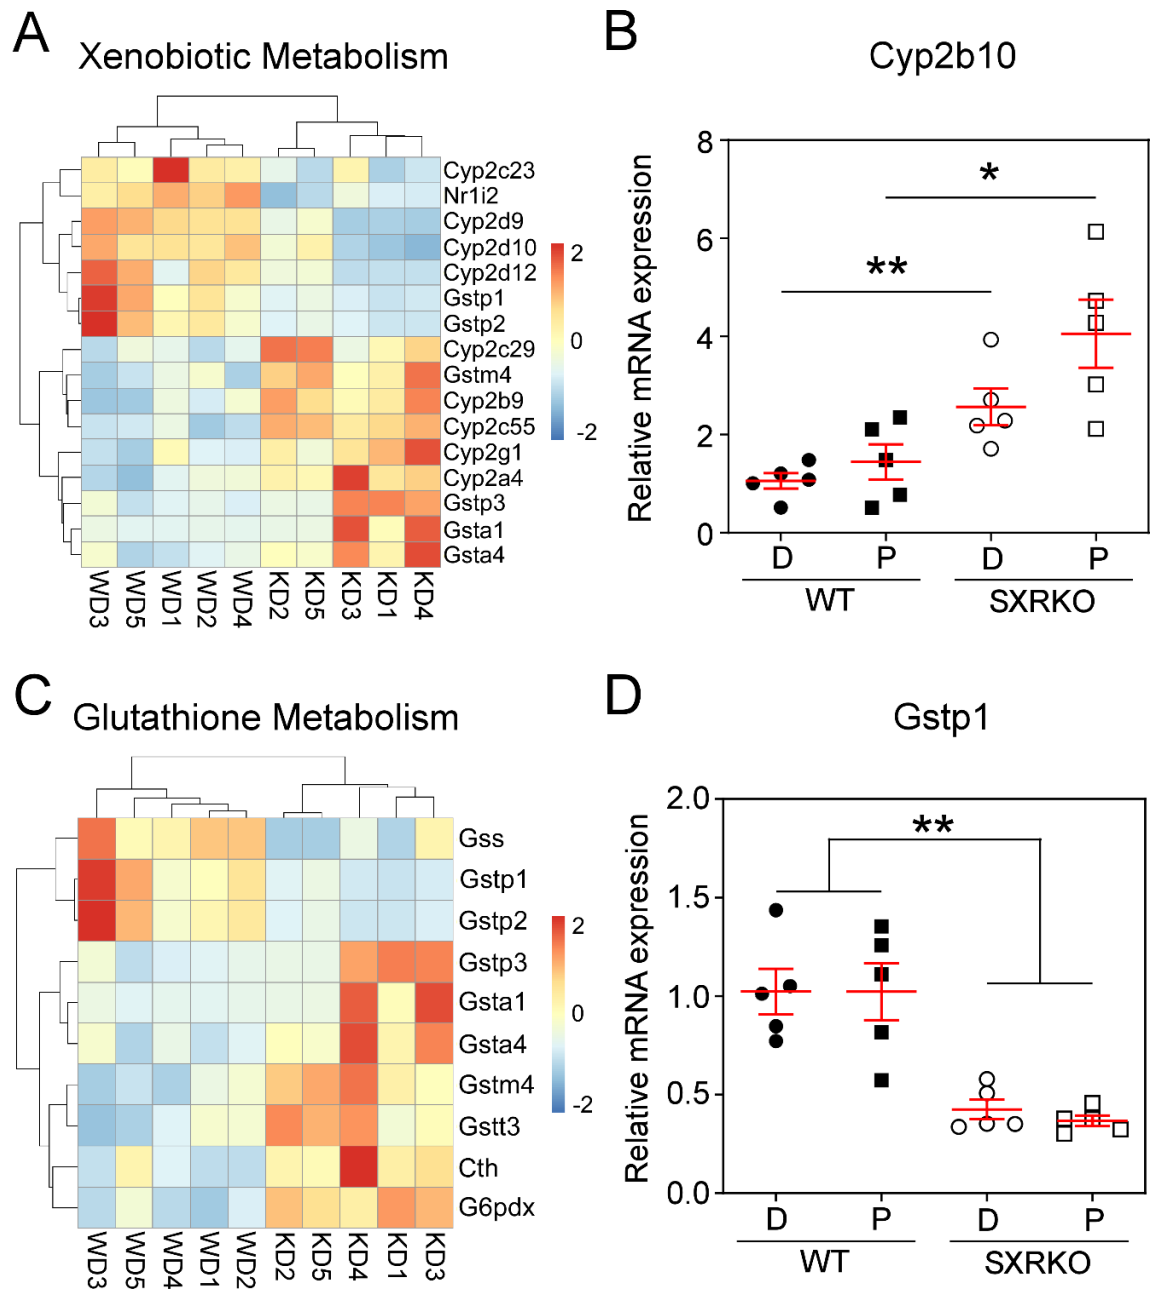 A
Xenobiotic Metabolism
Cyp2c23
Nr1i2
Cyp2d9
Cyp2d10
Cyp2d12
Gstp1
Gstp2
Cyp2c29
Gstm4
Cyp2b9
Cyp2c55
Cyp2g1
Cyp2a4
Gstp3
Gsta1
Gsta4
2
0
-2
WD3 WD5 WD1 WD2 WD4 KD2 KD5 KD3 KD1 KD4
B
Cyp2b10
Relative mRNA expression
8
6
4
2
0
*
**
D P D P
WT SXRKO
C
Glutathione Metabolism
Gss
Gstp1
Gstp2
Gstp3
Gsta1
Gsta4
Gstm4
Gstt3
Cth
G6pdx
2
0
-2
WD3 WD5 WD4 WD1 WD2 KD2 KD5 KD4 KD1 KD3
D
Gstp1
Relative mRNA expression
2.0
1.5
1.0
0.5
0.0
**
D P D P
WT SXRKO